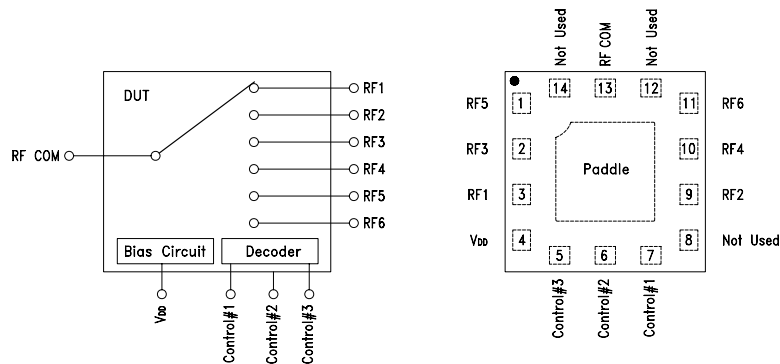 DUT
RF COM
RF1
RF2
RF3
RF4
RF5
RF6
Bias Circuit
Decoder
VDD
Control#1
Control#2
Control#3
Not Used
RF COM
Not Used
14
13
12
RF5
1
11
RF6
RF3
2
10
RF4
Paddle
RF1
3
9
RF2
VDD
4
8
Not Used
5
6
7
Control#3
Control#2
Control#1